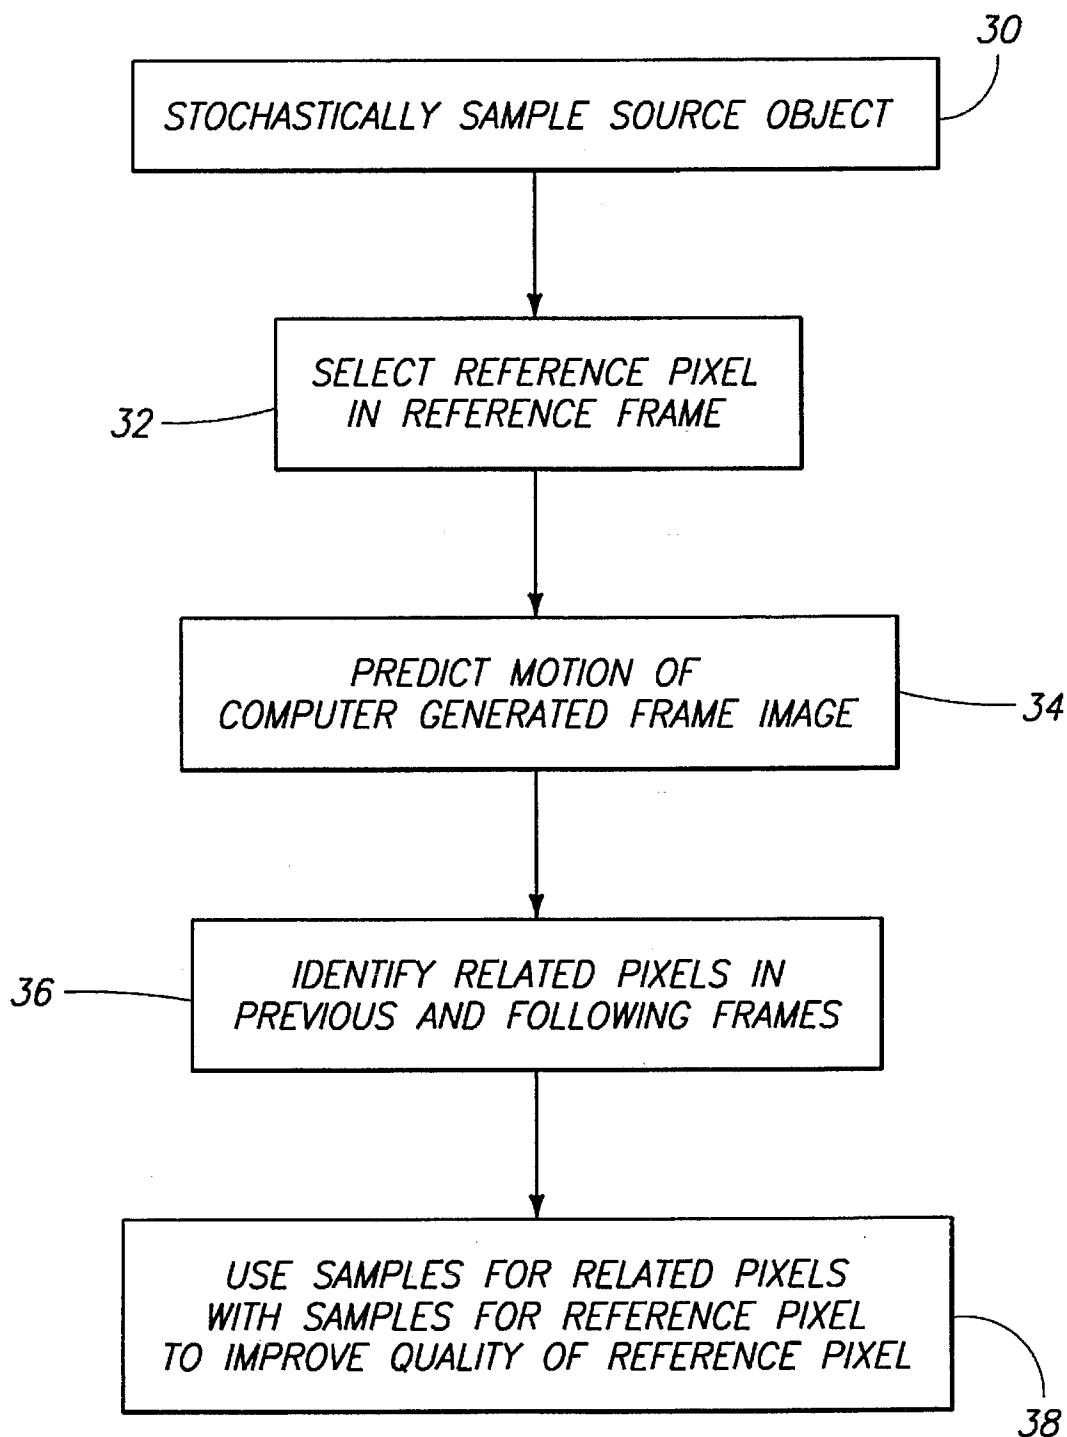 30
STOCHASTICALLY SAMPLE SOURCE OBJECT
SELECT REFERENCE PIXEL
IN REFERENCE FRAME
32
PREDICT MOTION OF
COMPUTER GENERATED FRAME IMAGE
34
IDENTIFY RELATED PIXELS IN
PREVIOUS AND FOLLOWING FRAMES
36
USE SAMPLES FOR RELATED PIXELS
WITH SAMPLES FOR REFERENCE PIXEL
TO IMPROVE QUALITY OF REFERENCE PIXEL
38